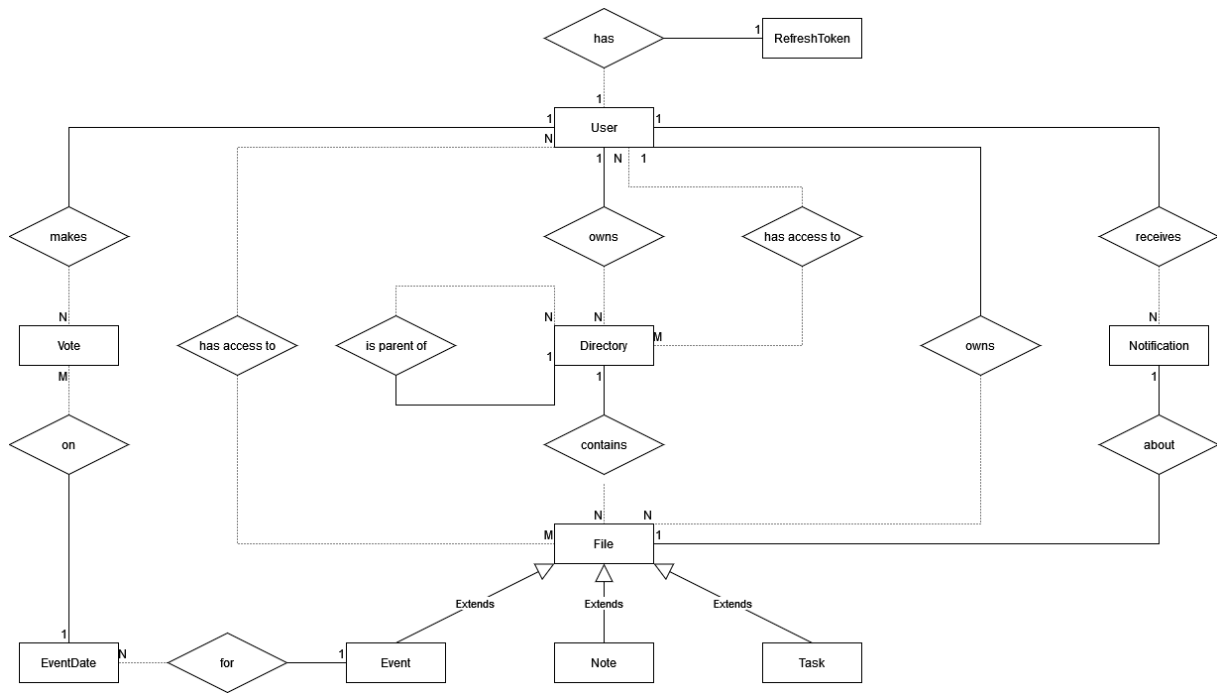 has
1
RefreshToken
1
1
User
1
N
1
N
1
makes
owns
has access to
receives
N
N
N
N
Vote
has access to
is parent of
Directory
M
owns
Notification
M
1
1
1
on
contains
about
N
N
M
File
1
Extends
Extends
Extends
1
EventDate
N
for
1
Event
Note
Task